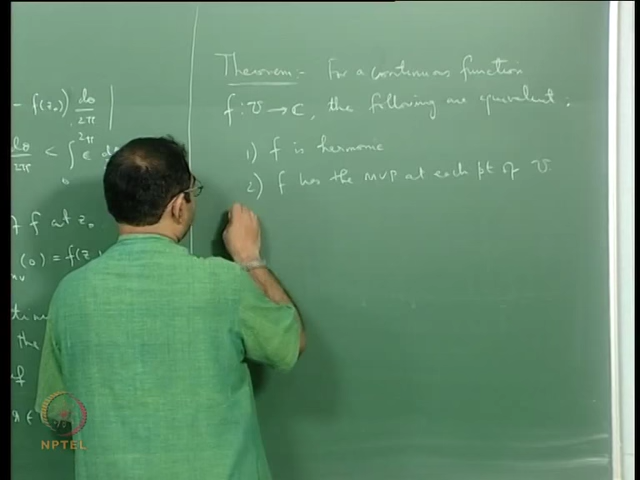 - f(z₀)) dθ/2π |
dθ/2π < ∫₀^2π ε
f at z₀
(0) = f(z
the
f
Theorem:- For a continuous function
f : U → ℂ, the following are equivalent:
1) f is harmonic
2) f has the MVP at each pt of U
NPTEL